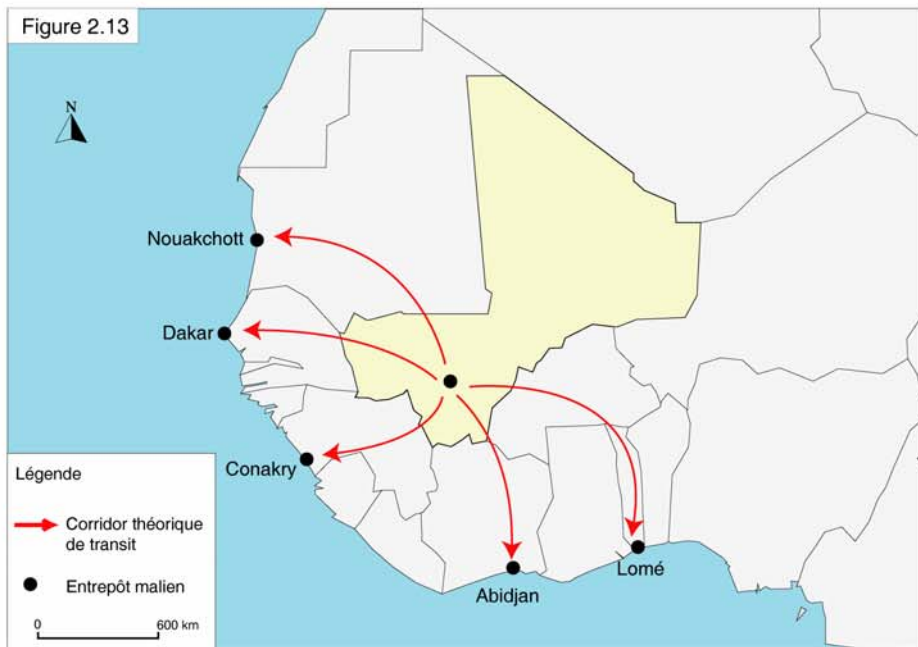 Figure 2.13
N
Nouakchott
Dakar
Conakry
Abidjan
Lomé
Légende
Corridor théorique
de transit
Entrepôt malien
0 600 km